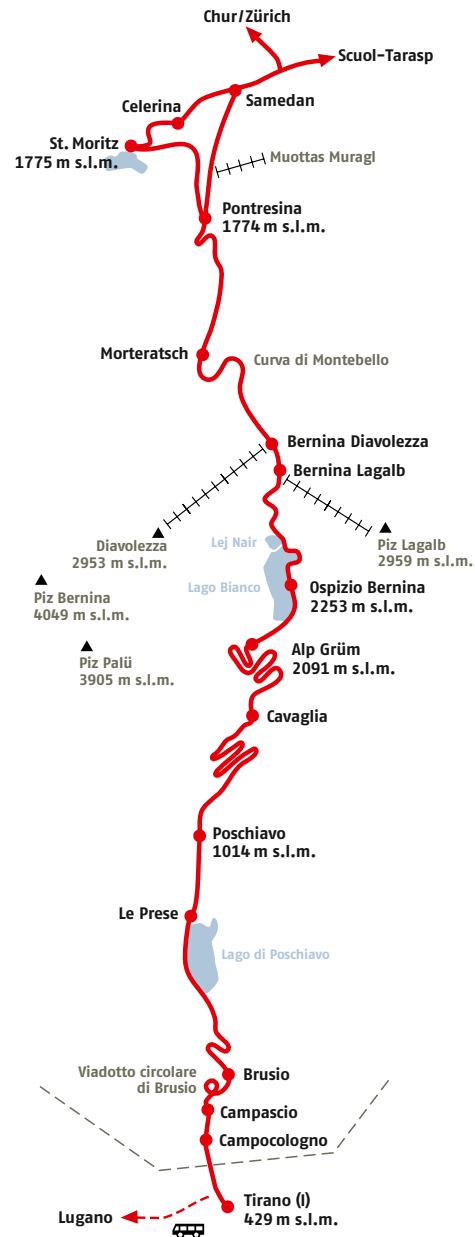 Chur/Zürich
Scuol-Tarasp
Celerina
Samedan
St. Moritz
1775 m s.l.m.
Muottas Muragl
Pontresina
1774 m s.l.m.
Morteratsch
Curva di Montebello
Bernina Diavolezza
Bernina Lagalb
Diavolezza
2953 m s.l.m.
Lej Nair
Piz Lagalb
2959 m s.l.m.
Piz Bernina
4049 m s.l.m.
Lago Bianco
Ospizio Bernina
2253 m s.l.m.
Piz Palü
3905 m s.l.m.
Alp Grüm
2091 m s.l.m.
Cavaglia
Poschiavo
1014 m s.l.m.
Le Prese
Lago di Poschiavo
Viadotto circolare
di Brusio
Brusio
Campascio
Campocologno
Tirano (I)
429 m s.l.m.
Lugano